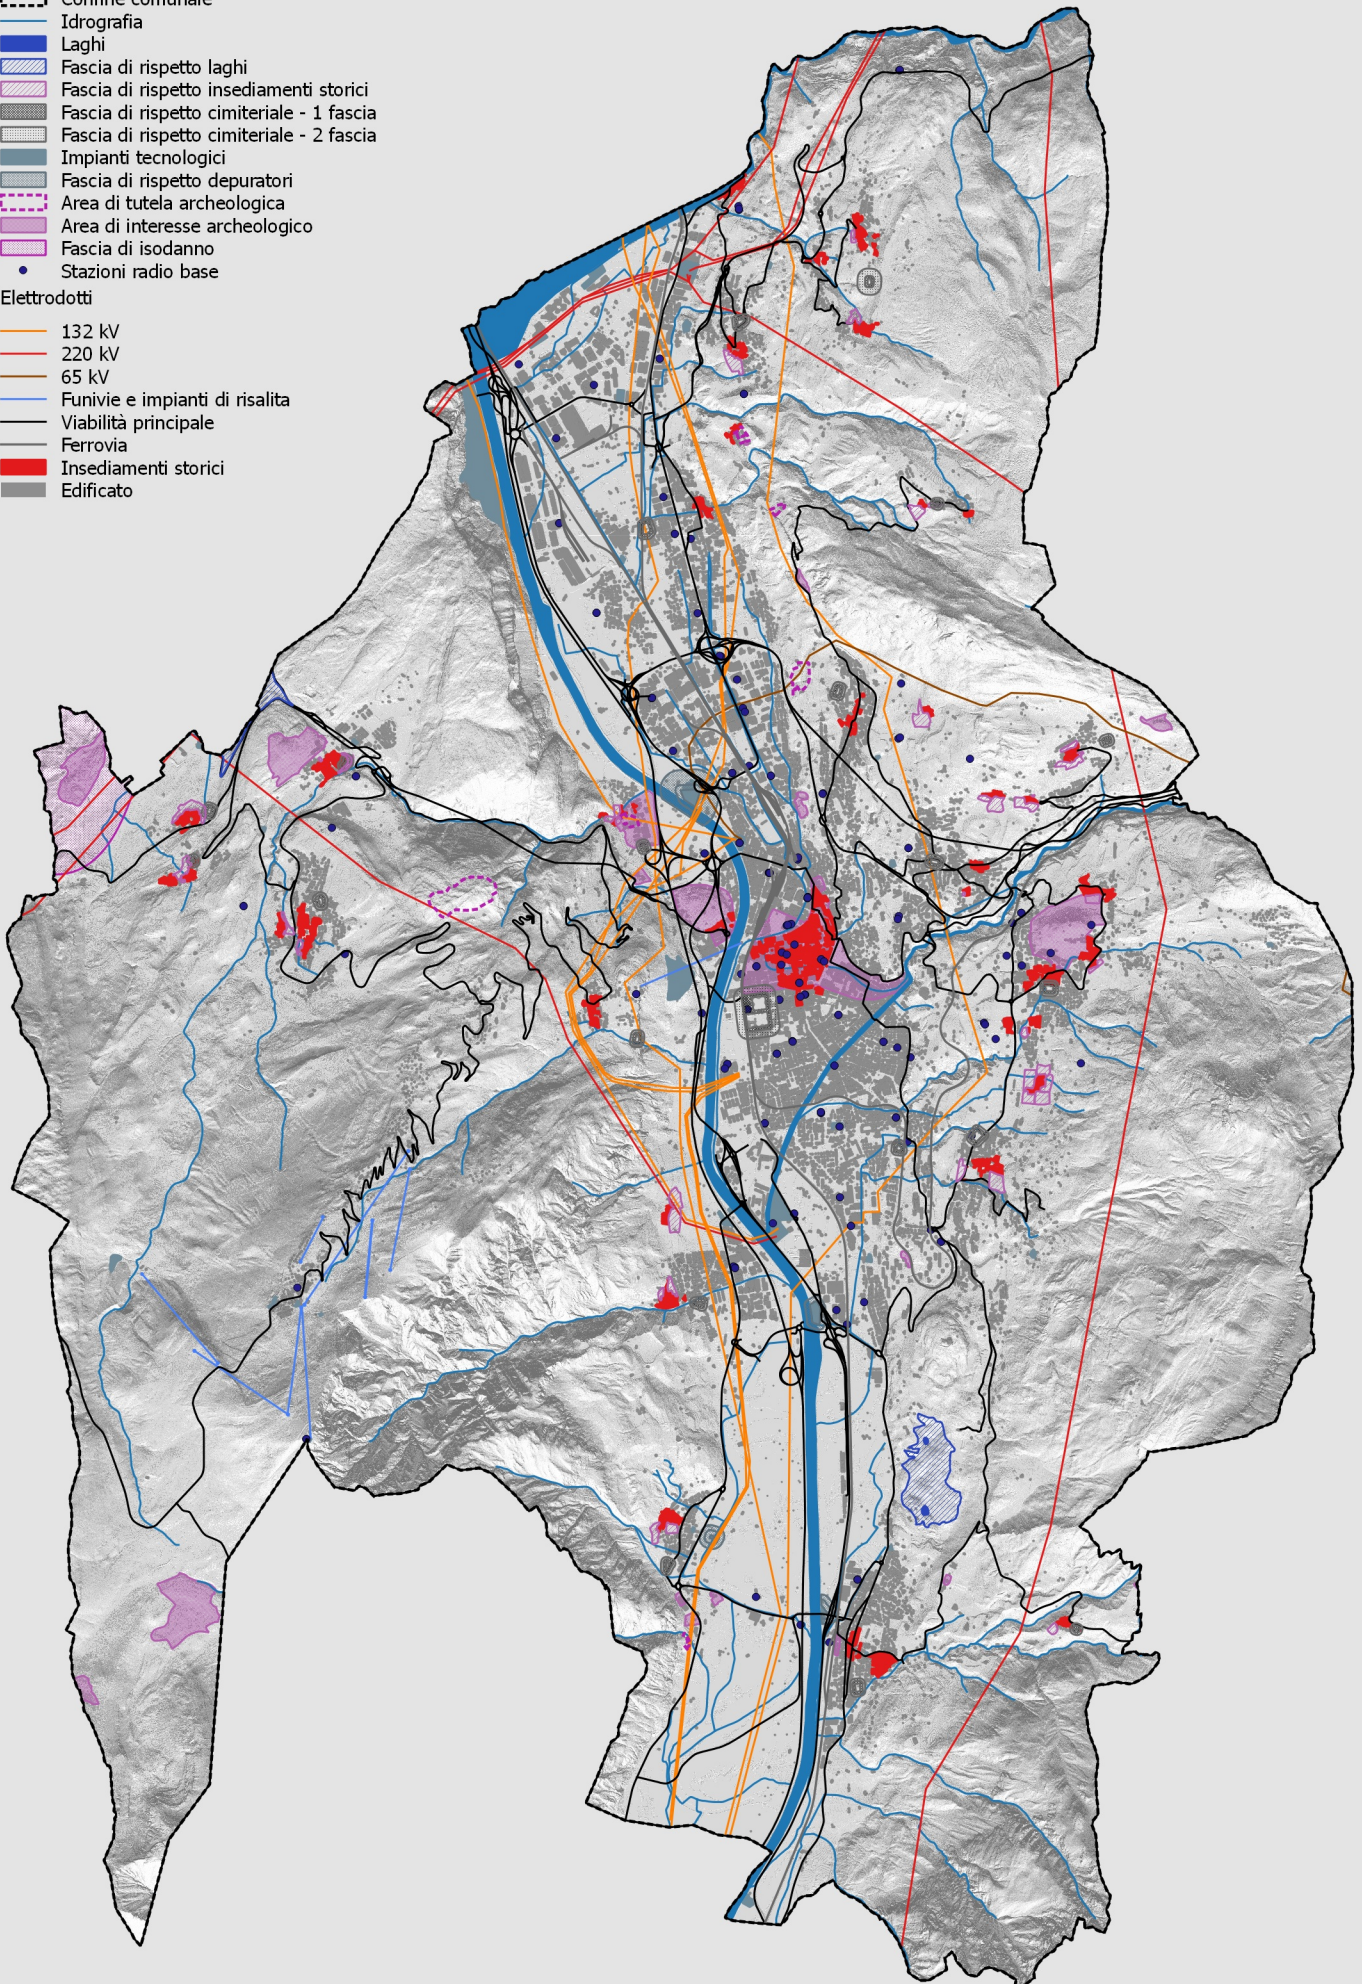 Confine comunale
Idrografia
Laghi
Fascia di rispetto laghi
Fascia di rispetto insediamenti storici
Fascia di rispetto cimiteriale - 1 fascia
Fascia di rispetto cimiteriale - 2 fascia
Impianti tecnologici
Fascia di rispetto depuratori
Area di tutela archeologica
Area di interesse archeologico
Fascia di isodanno
Stazioni radio base
Elettrodotti
132 kV
220 kV
65 kV
Funivie e impianti di risalita
Viabilità principale
Ferrovia
Insediamenti storici
Edificato